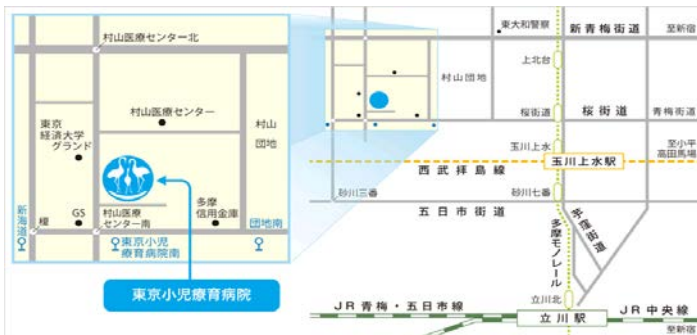 村山医療センター北
東京
経済大学
グランド
村山医療センター
村山
団地
新海道
榎
GS
村山医療
センター南
多摩
信用金庫
団地南
東京小児
療育病院南
東京小児療育病院
東大和警察
新青梅街道
至新宿
上北台
村山団地
桜街道
桜街道
青梅街道
玉川上水
玉川上水駅
至小平
高田馬場
西武拝島線
砂川三番
砂川七番
五日市街道
芋窪街道
多摩モノレール
立川北
JR青梅・五日市線
立川駅
JR中央線
至新宿